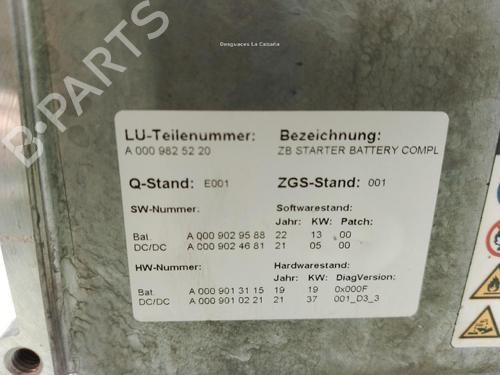 Desguaces La Cabaña
B-PARTS
LU-Teilenummer: Bezeichnung:
A 000 982 52 20 ZB STARTER BATTERY COMPL
Q-Stand: E001 ZGS-Stand: 001
SW-Nummer: Softwarestand:
Jahr: KW: Patch:
Bat. A 000 902 95 88 22 13 00
DC/DC A 000 902 46 81 21 05 00
HW-Nummer: Hardwarestand:
Jahr: KW: DiagVersion:
Bat. A 000 901 31 15 19 19 0x000F
DC/DC A 000 901 02 21 21 37 001_D3_3